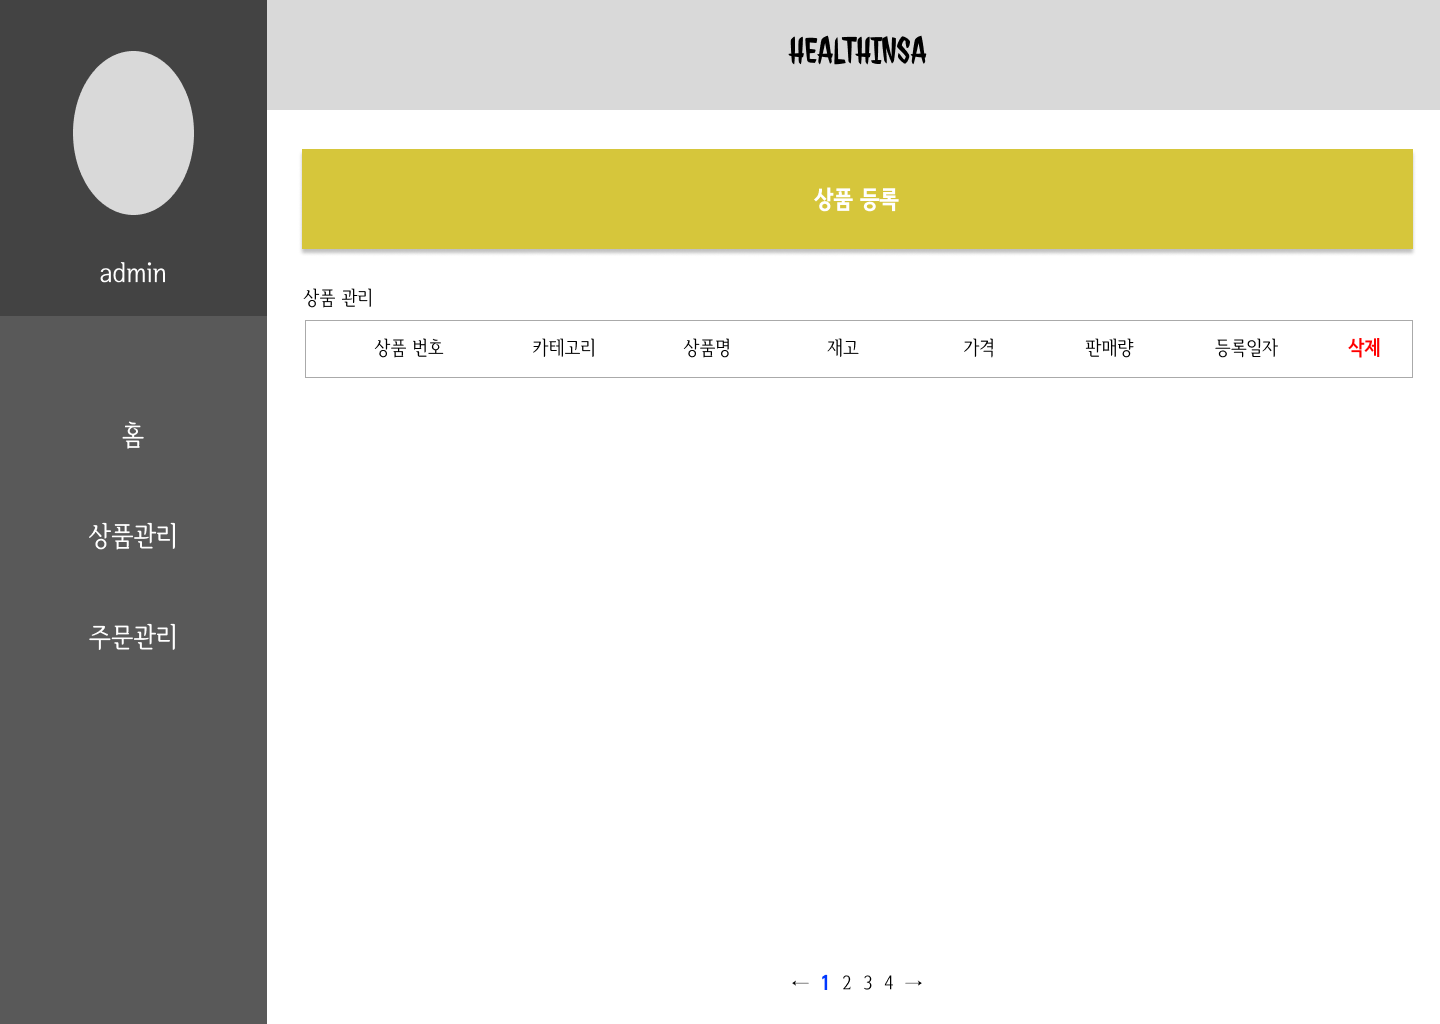 HEALTHINSA
admin
홈
상품관리
주문관리
상품 등록
상품 관리
상품 번호 카테고리 상품명 재고 가격 판매량 등록일자 삭제
← 1 2 3 4 →